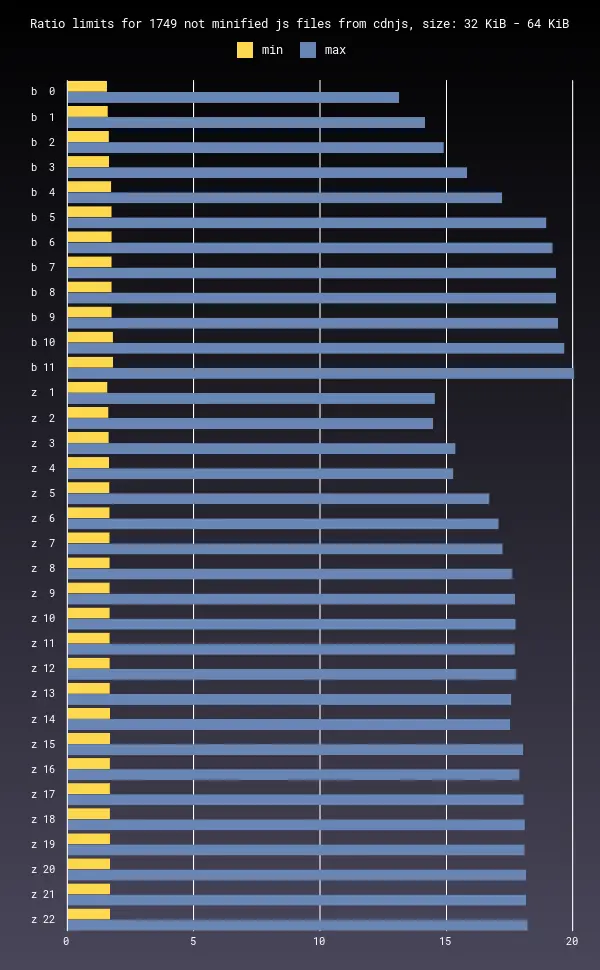 Ratio limits for 1749 not minified js files from cdnjs, size: 32 KiB - 64 KiB
min max
b 0
b 1
b 2
b 3
b 4
b 5
b 6
b 7
b 8
b 9
b 10
b 11
z 1
z 2
z 3
z 4
z 5
z 6
z 7
z 8
z 9
z 10
z 11
z 12
z 13
z 14
z 15
z 16
z 17
z 18
z 19
z 20
z 21
z 22
0 5 10 15 20